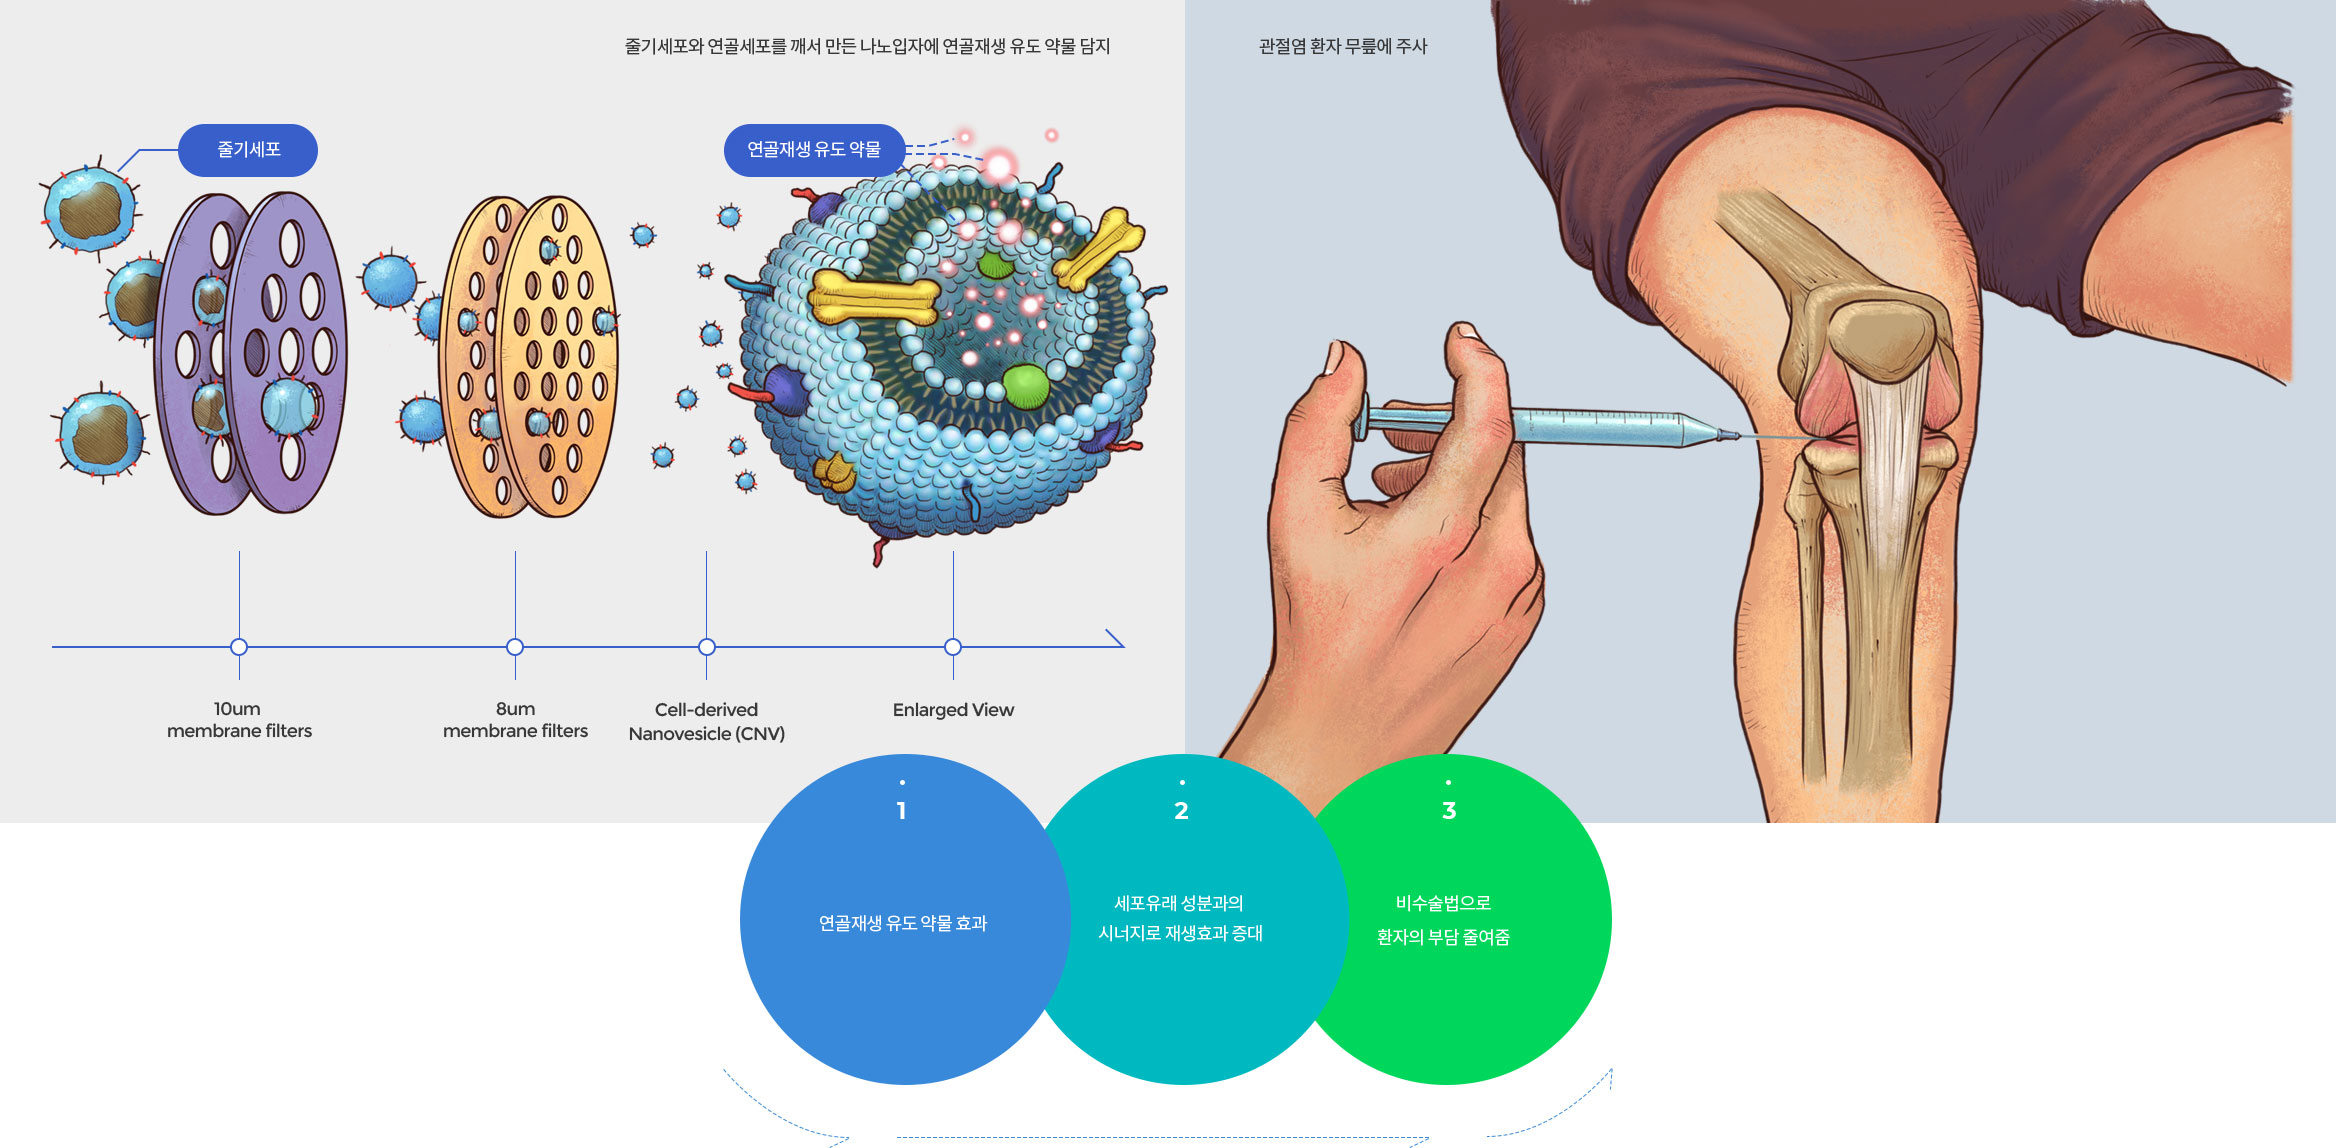 줄기세포와 연골세포를 깨서 만든 나노입자에 연골재생 유도 약물 담지
관절염 환자 무릎에 주사
줄기세포
연골재생 유도 약물
10um
membrane filters
8um
membrane filters
Cell-derived
Nanovesicle (CNV)
Enlarged View
1
연골재생 유도 약물 효과
2
세포유래 성분과의
시너지로 재생효과 증대
3
비수술법으로
환자의 부담 줄여줌